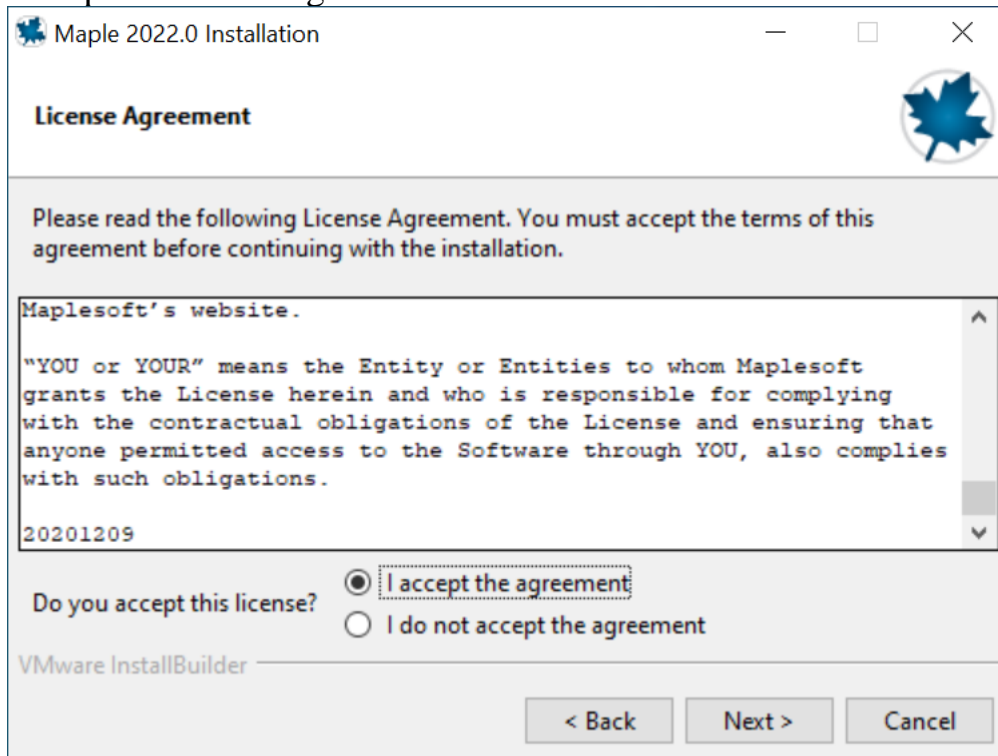 Maple 2022.0 Installation
License Agreement
Please read the following License Agreement. You must accept the terms of this
agreement before continuing with the installation.
Maplesoft's website.
“YOU or YOUR” means the Entity or Entities to whom Maplesoft
grants the License herein and who is responsible for complying
with the contractual obligations of the License and ensuring that
anyone permitted access to the Software through YOU, also complies
with such obligations.
20201209
Do you accept this license?
I accept the agreement
I do not accept the agreement
VMware InstallBuilder
< Back Next > Cancel